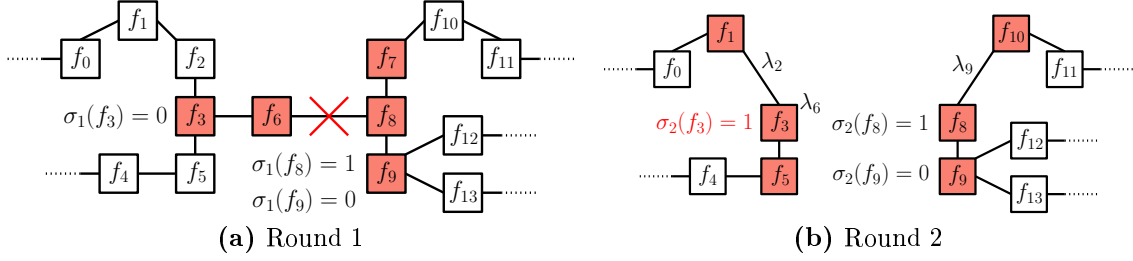 f₁
f₁₀
f₀
f₂
f₇
f₁₁
σ₁(f₃) = 0
f₃
f₆
f₈
f₁₂
f₄
f₅
σ₁(f₈) = 1
f₉
σ₁(f₉) = 0
f₁₃
(a) Round 1
f₁
f₁₀
f₀
λ₂
λ₉
f₁₁
λ₆
σ₂(f₃) = 1
f₃
σ₂(f₈) = 1
f₈
f₁₂
f₄
f₅
σ₂(f₉) = 0
f₉
f₁₃
(b) Round 2